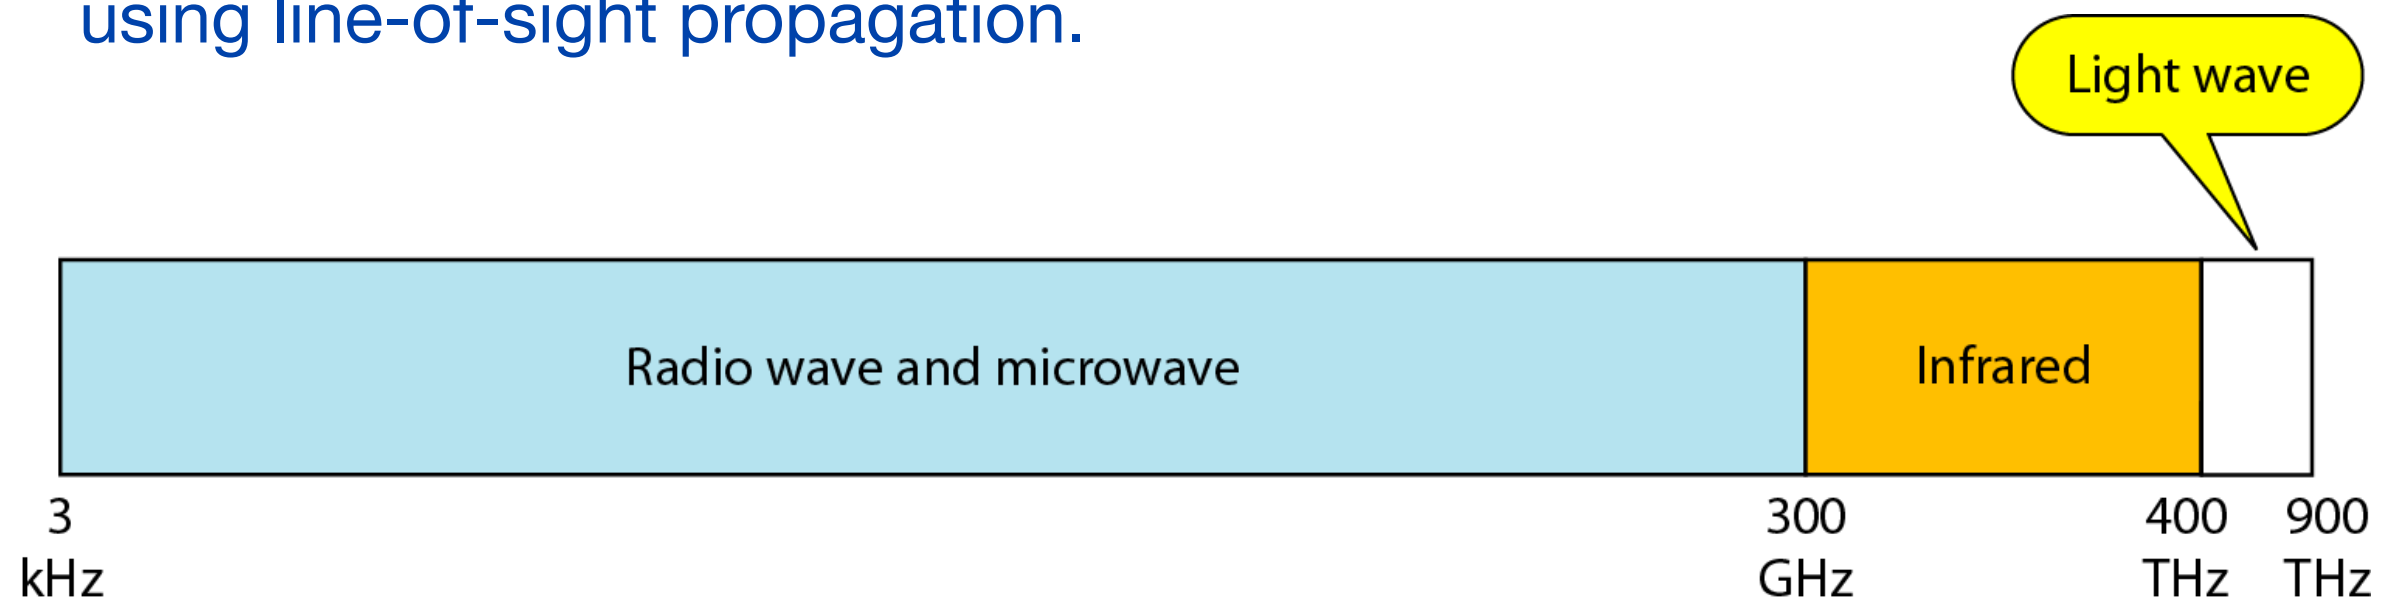 using line-of-sight propagation.
Light wave
Radio wave and microwave
Infrared
3
kHz
300
GHz
400
THz
900
THz